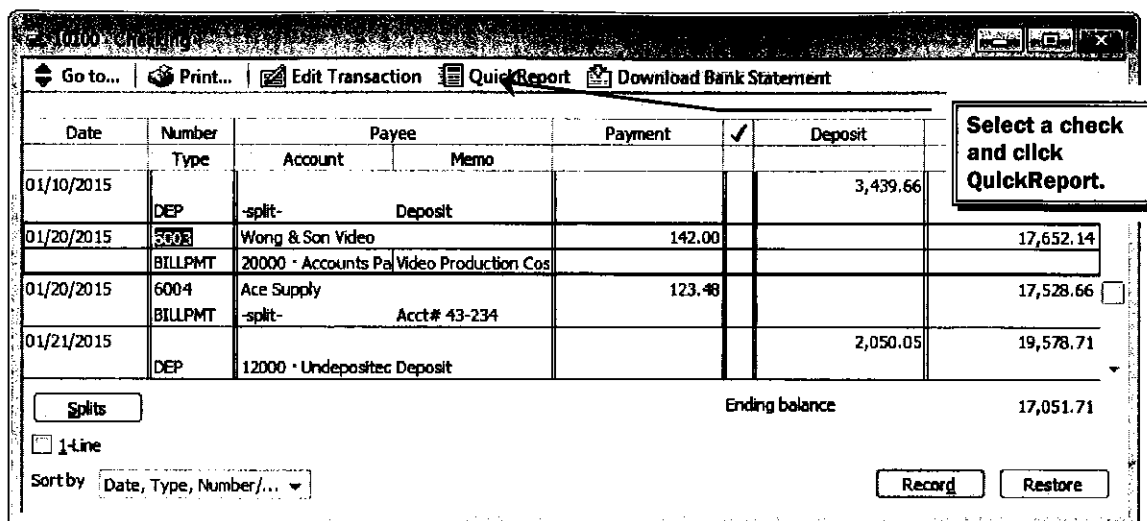 10100 · Checking
Go to... Print... Edit Transaction QuickReport Download Bank Statement
Date Number Payee Payment ✓ Deposit
Type Account Memo
Select a check
and click
QuickReport.
01/10/2015 3,439.66
DEP -split- Deposit
01/20/2015 6003 Wong & Son Video 142.00 17,652.14
BILLPMT 20000 · Accounts Pa Video Production Cos
01/20/2015 6004 Ace Supply 123.48 17,528.66
BILLPMT -split- Acct# 43-234
01/21/2015 2,050.05 19,578.71
DEP 12000 · Undeposited Deposit
Splits Ending balance 17,051.71
1-Line
Sort by Date, Type, Number/... Record Restore